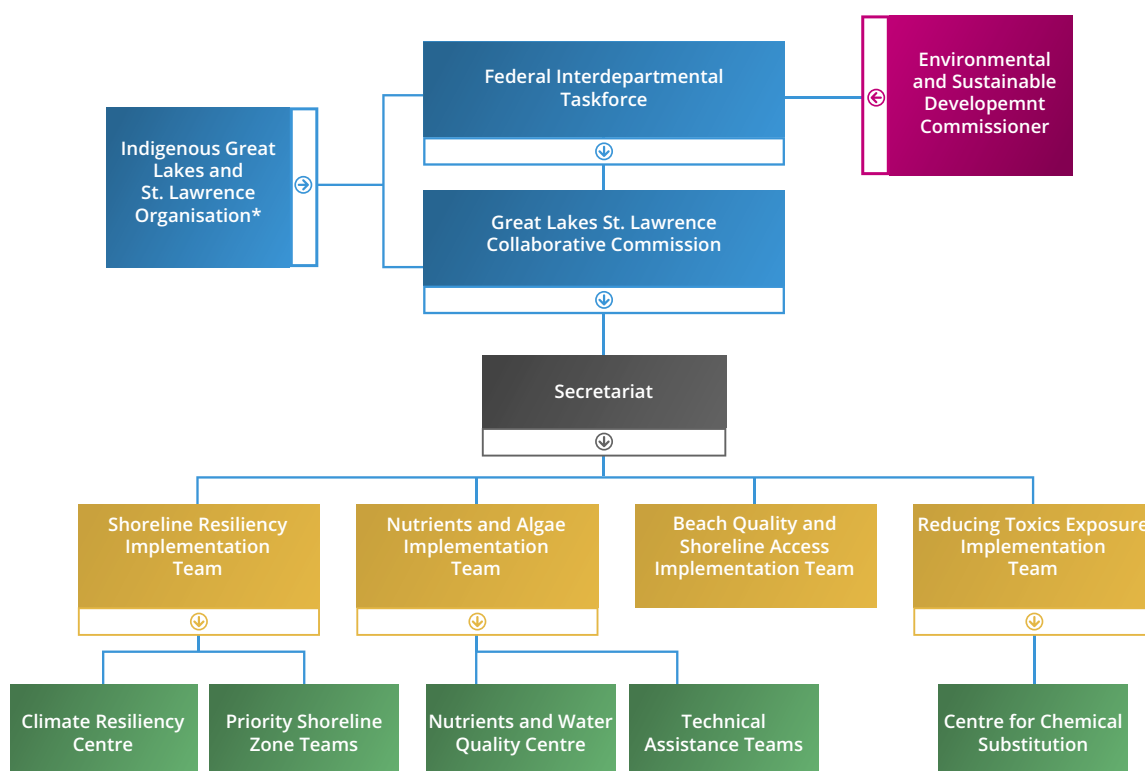 Federal Interdepartmental
Taskforce
Environmental
and Sustainable
Developemnt
Commissioner
Indigenous Great
Lakes and
St. Lawrence
Organisation*
Great Lakes St. Lawrence
Collaborative Commission
Secretariat
Shoreline Resiliency
Implementation
Team
Nutrients and Algae
Implementation
Team
Beach Quality and
Shoreline Access
Implementation Team
Reducing Toxics Exposure
Implementation
Team
Climate Resiliency
Centre
Priority Shoreline
Zone Teams
Nutrients and Water
Quality Centre
Technical
Assistance Teams
Centre for Chemical
Substitution